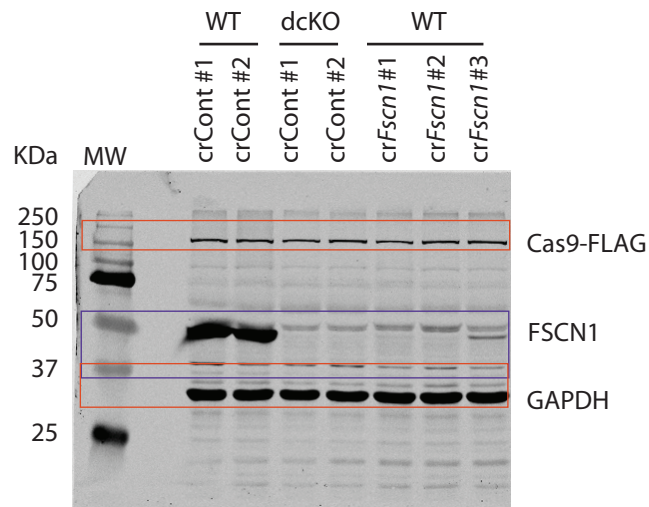 WT dcKO WT
crCont #1 crCont #2 crCont #1 crCont #2 crFscn1#1 crFscn1#2 crFscn1#3
KDa MW
250
150 Cas9-FLAG
100
75
50 FSCN1
37
GAPDH
25